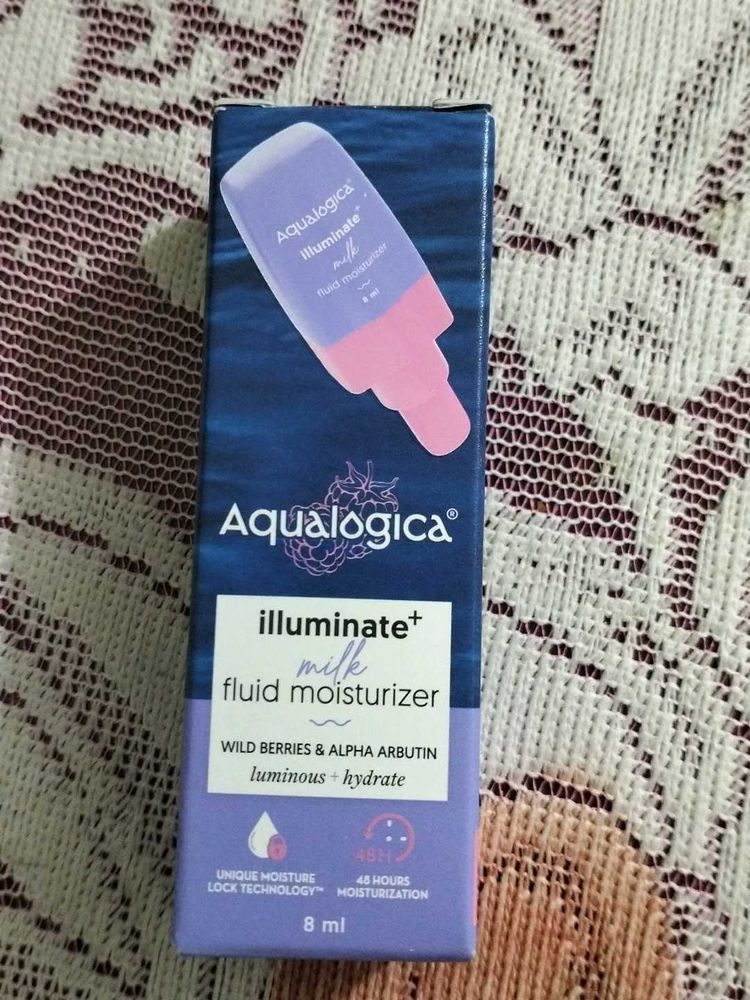 Aqualogica®
illuminate+
milk
fluid moisturizer
8 ml
Aqualogica®
illuminate+
milk
fluid moisturizer
WILD BERRIES & ALPHA ARBUTIN
luminous + hydrate
48H
UNIQUE MOISTURE
LOCK TECHNOLOGY™
48 HOURS
MOISTURIZATION
8 ml